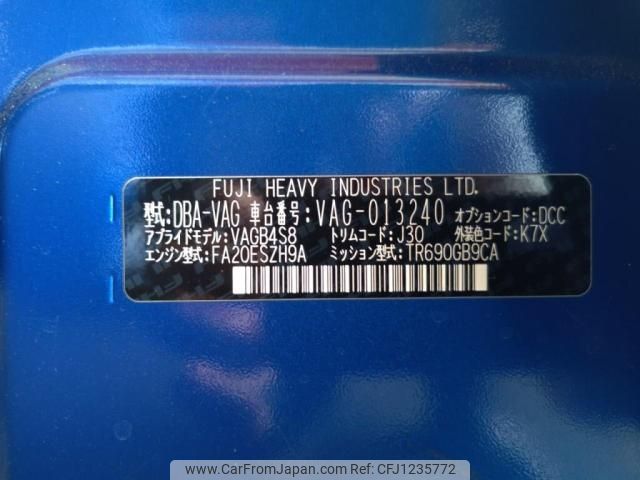 FUJI HEAVY INDUSTRIES LTD.
型式:DBA-VAG 車台番号:VAG-013240 オプションコード:DCC
アプライドモデル:VAGB4S8 トリムコード:J30 外装色コード:K7X
エンジン型式:FA20ESZH9A ミッション型式:TR690GB9CA
www.CarFromJapan.com - Stock No: CFJ1235772